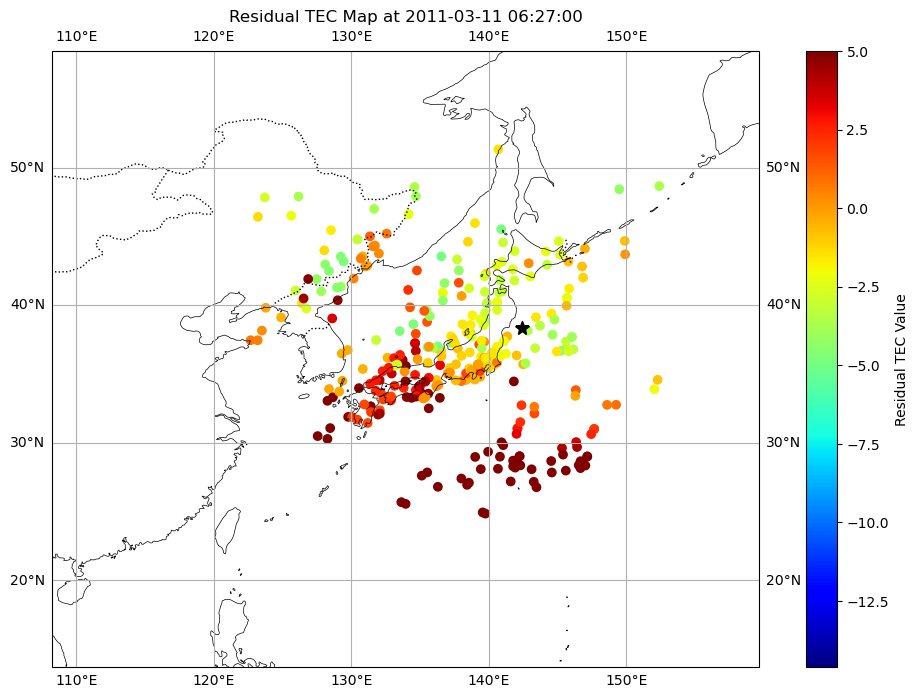 Residual TEC Map at 2011-03-11 06:27:00
110°E 120°E 130°E 140°E 150°E
5.0
2.5
50°N 50°N
0.0
−2.5
40°N 40°N
−5.0
Residual TEC Value
30°N 30°N
−7.5
−10.0
20°N 20°N
−12.5
110°E 120°E 130°E 140°E 150°E